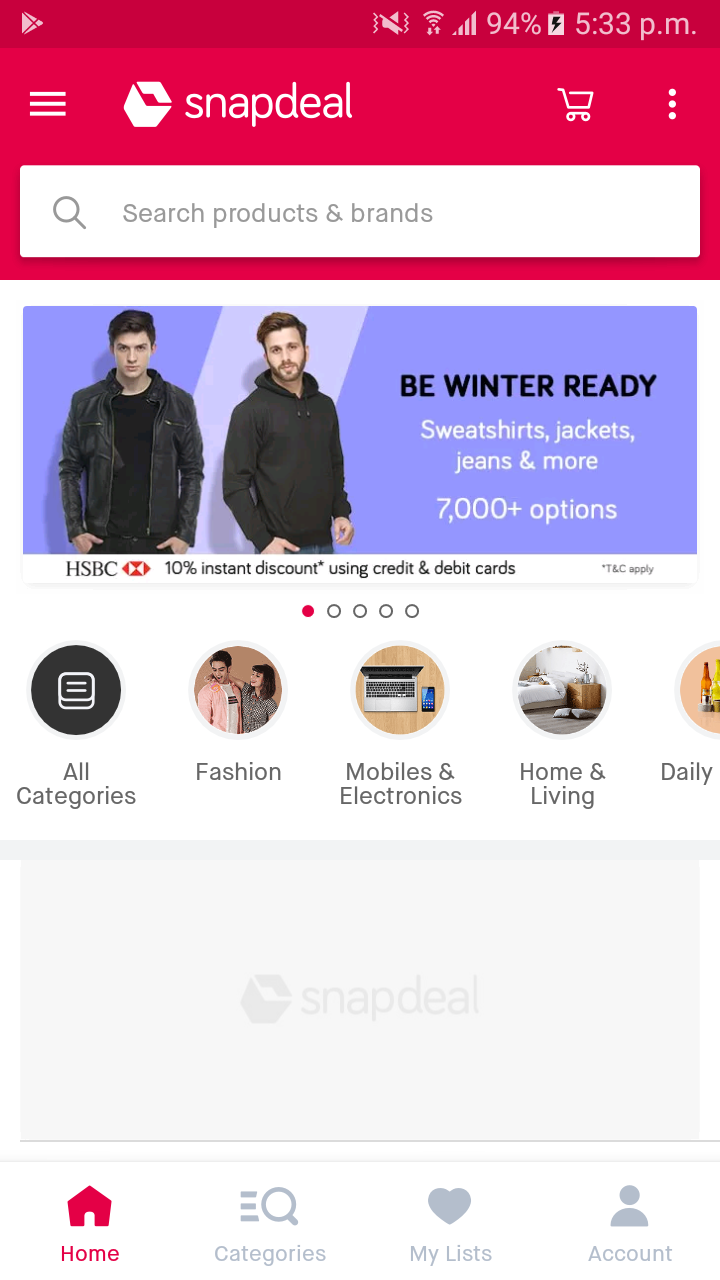 94% 5:33 p.m.
snapdeal
Search products & brands
BE WINTER READY
Sweatshirts, jackets,
jeans & more
7,000+ options
HSBC 10% instant discount* using credit & debit cards *T&C apply
All
Categories
Fashion
Mobiles &
Electronics
Home &
Living
Daily
snapdeal
Home
Categories
My Lists
Account